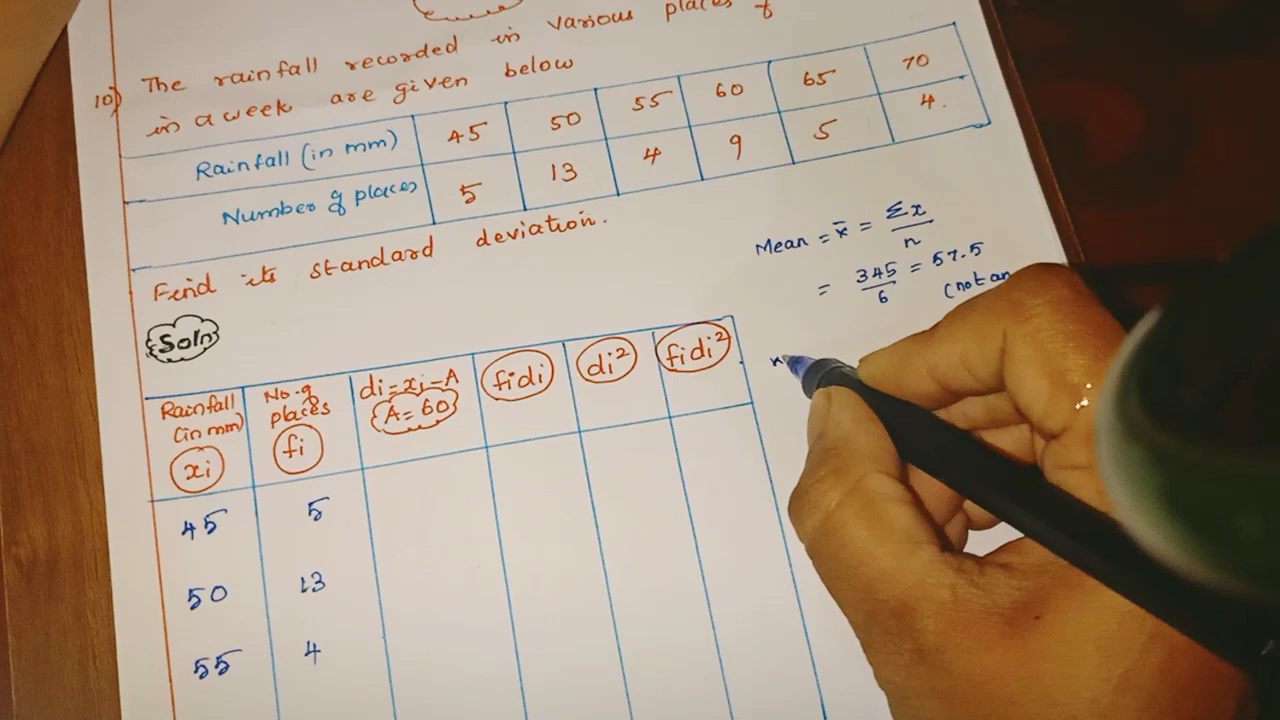 10) The rainfall recorded in various places
in a week are given below
Rainfall (in mm) 45 50 55 60 65 70
Number of places 5 13 4 9 5 4.
Find its standard deviation.
Mean = x̄ = Σx/n
= 345/6 = 57.5
(not an
Soln
Rainfall (in mm) xi No. of places fi di = xi - A A = 60 fidi di² fidi²
45 5
50 13
55 4